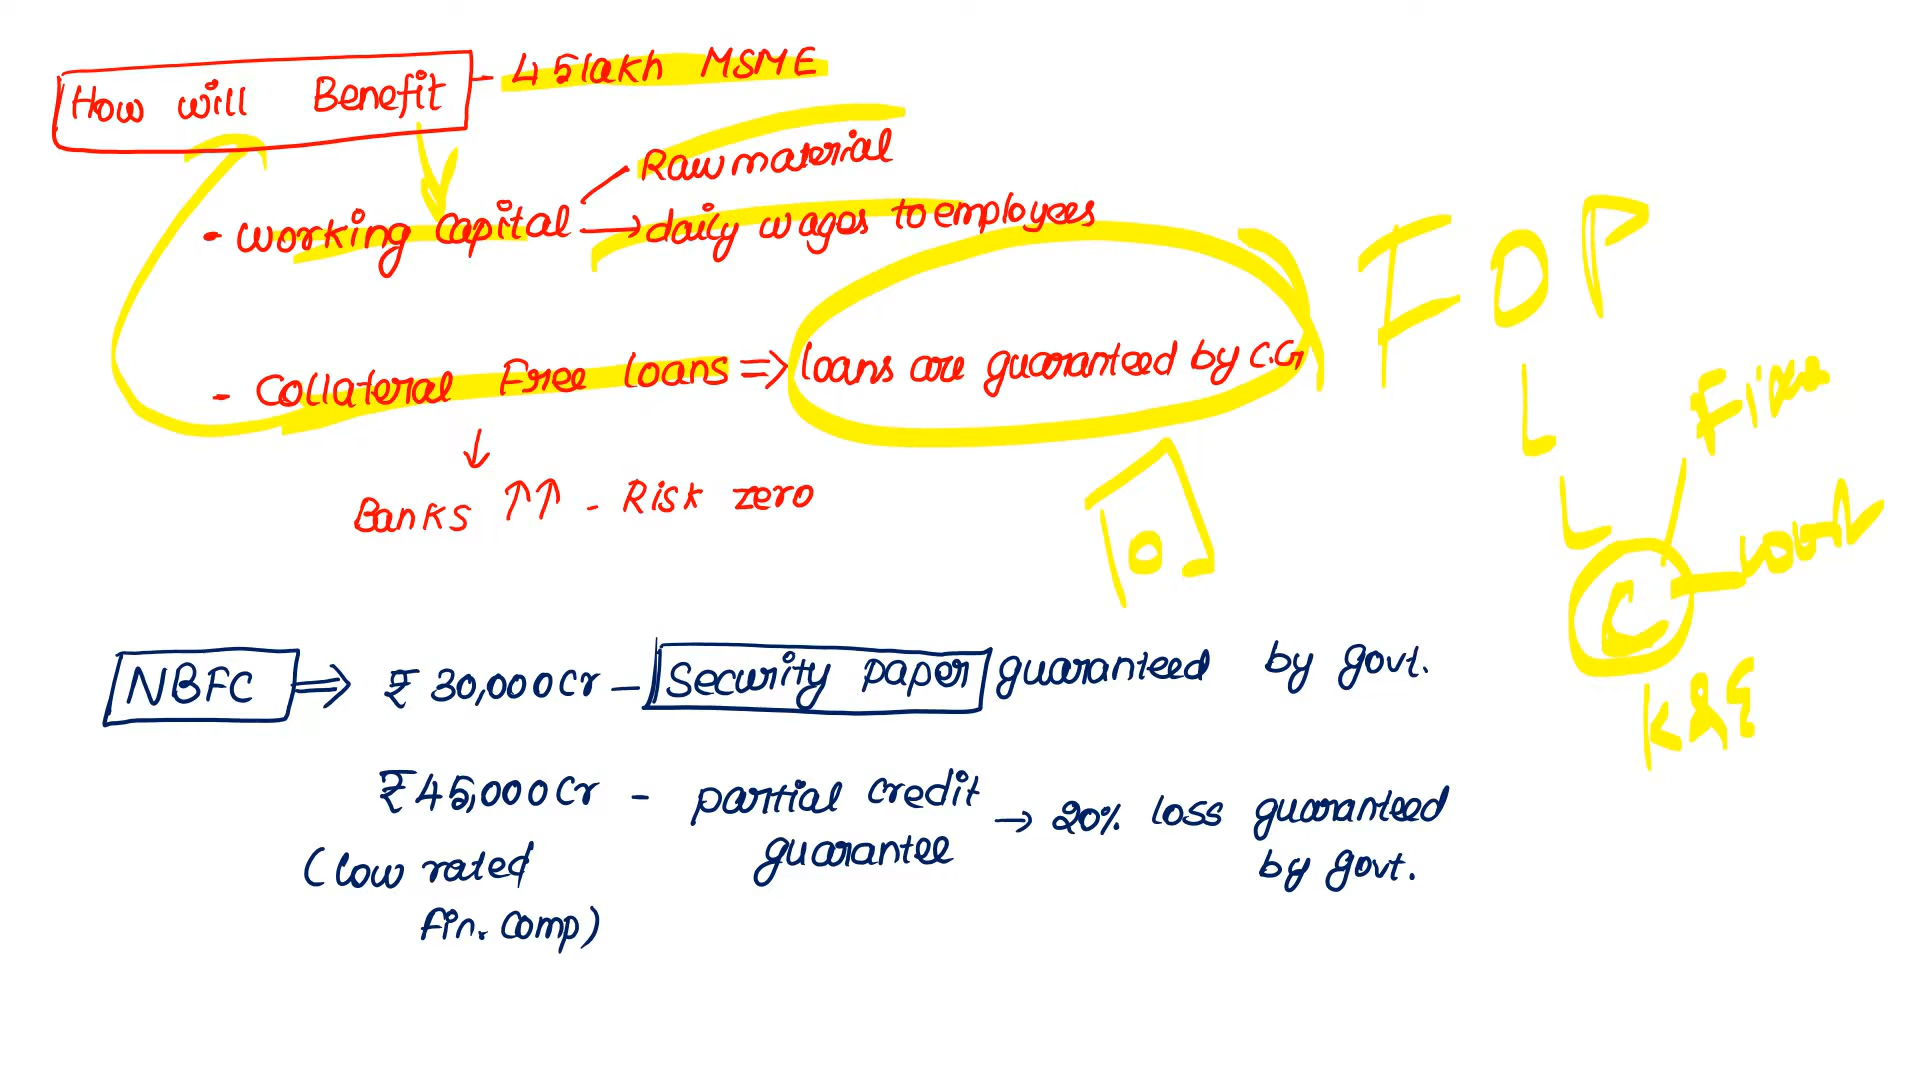 How will Benefit - 45lakh MSME
Raw material
- Working Capital → daily wages to employees
- Collateral Free loans ⇒ loans are guaranteed by C.G
↓
Banks ↑↑ - Risk zero
FOP
L
L
C
NBFC ⇒ ₹ 30,000Cr - Security paper guaranteed by govt.
₹45,000Cr - partial credit guarantee → 20% loss guaranteed by govt.
(low rated
fin. comp)